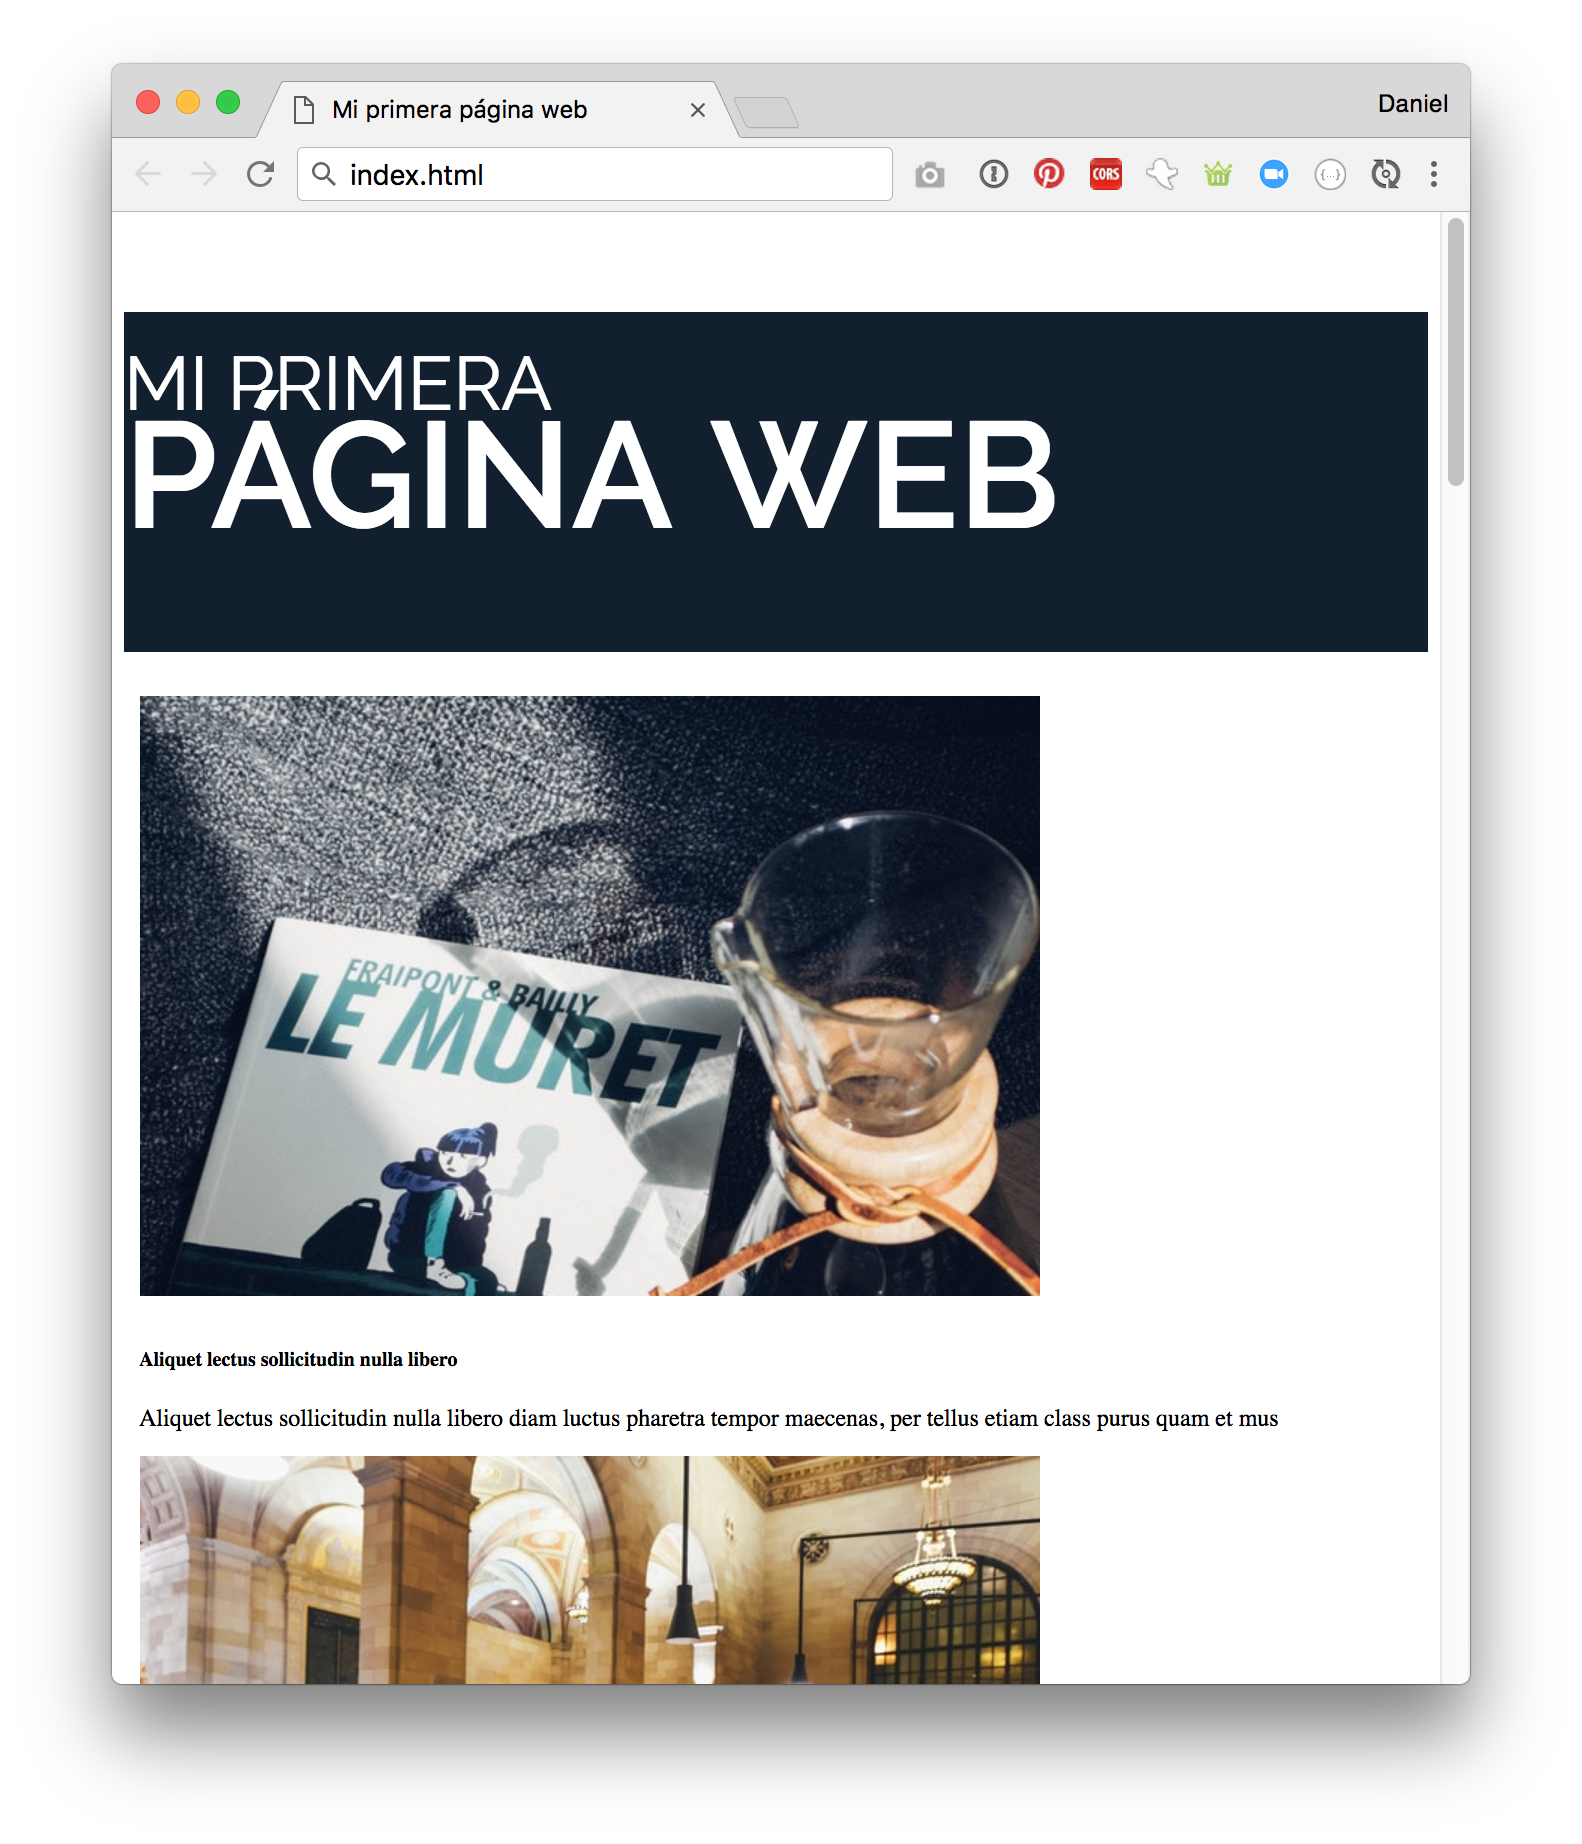 Mi primera página web
Daniel
index.html
CORS
{...}
MI PRIMERA
PÁGINA WEB
FRAIPONT & BAILLY
LE MURET
Aliquet lectus sollicitudin nulla libero
Aliquet lectus sollicitudin nulla libero diam luctus pharetra tempor maecenas, per tellus etiam class purus quam et mus